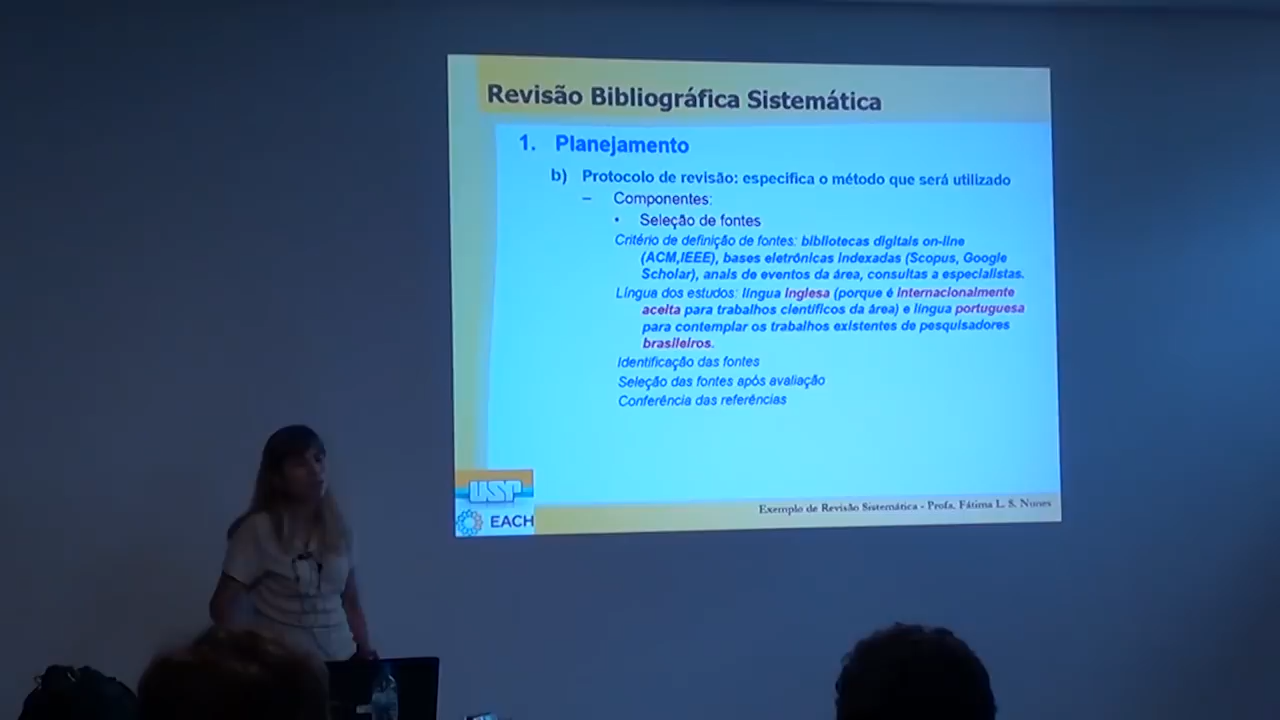 Revisão Bibliográfica Sistemática
1. Planejamento
b) Protocolo de revisão: especifica o método que será utilizado
– Componentes:
• Seleção de fontes
Critério de definição de fontes: bibliotecas digitais on-line
(ACM,IEEE), bases eletrônicas indexadas (Scopus, Google
Scholar), anais de eventos da área, consultas a especialistas.
Língua dos estudos: língua Inglesa (porque é Internacionalmente
aceita para trabalhos científicos da área) e língua portuguesa
para contemplar os trabalhos existentes de pesquisadores
brasileiros.
Identificação das fontes
Seleção das fontes após avaliação
Conferência das referências
USP
EACH
Exemplo de Revisão Sistemática - Profa. Fátima L. S. Nunes